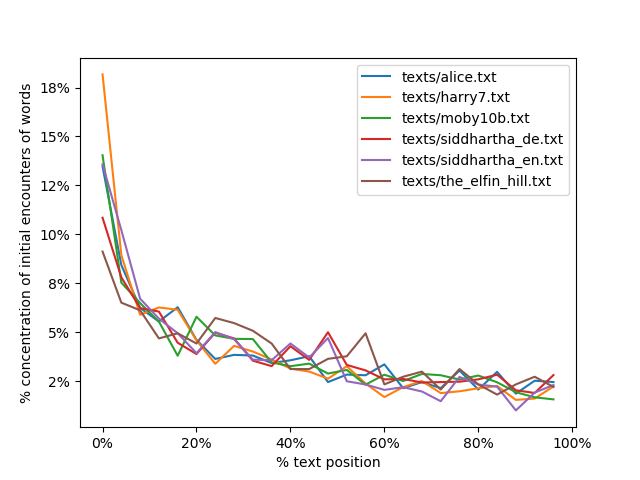 texts/alice.txt
texts/harry7.txt
texts/moby10b.txt
texts/siddhartha_de.txt
texts/siddhartha_en.txt
texts/the_elfin_hill.txt
% concentration of initial encounters of words
18%
15%
12%
10%
8%
5%
2%
0%
20%
40%
60%
80%
100%
% text position